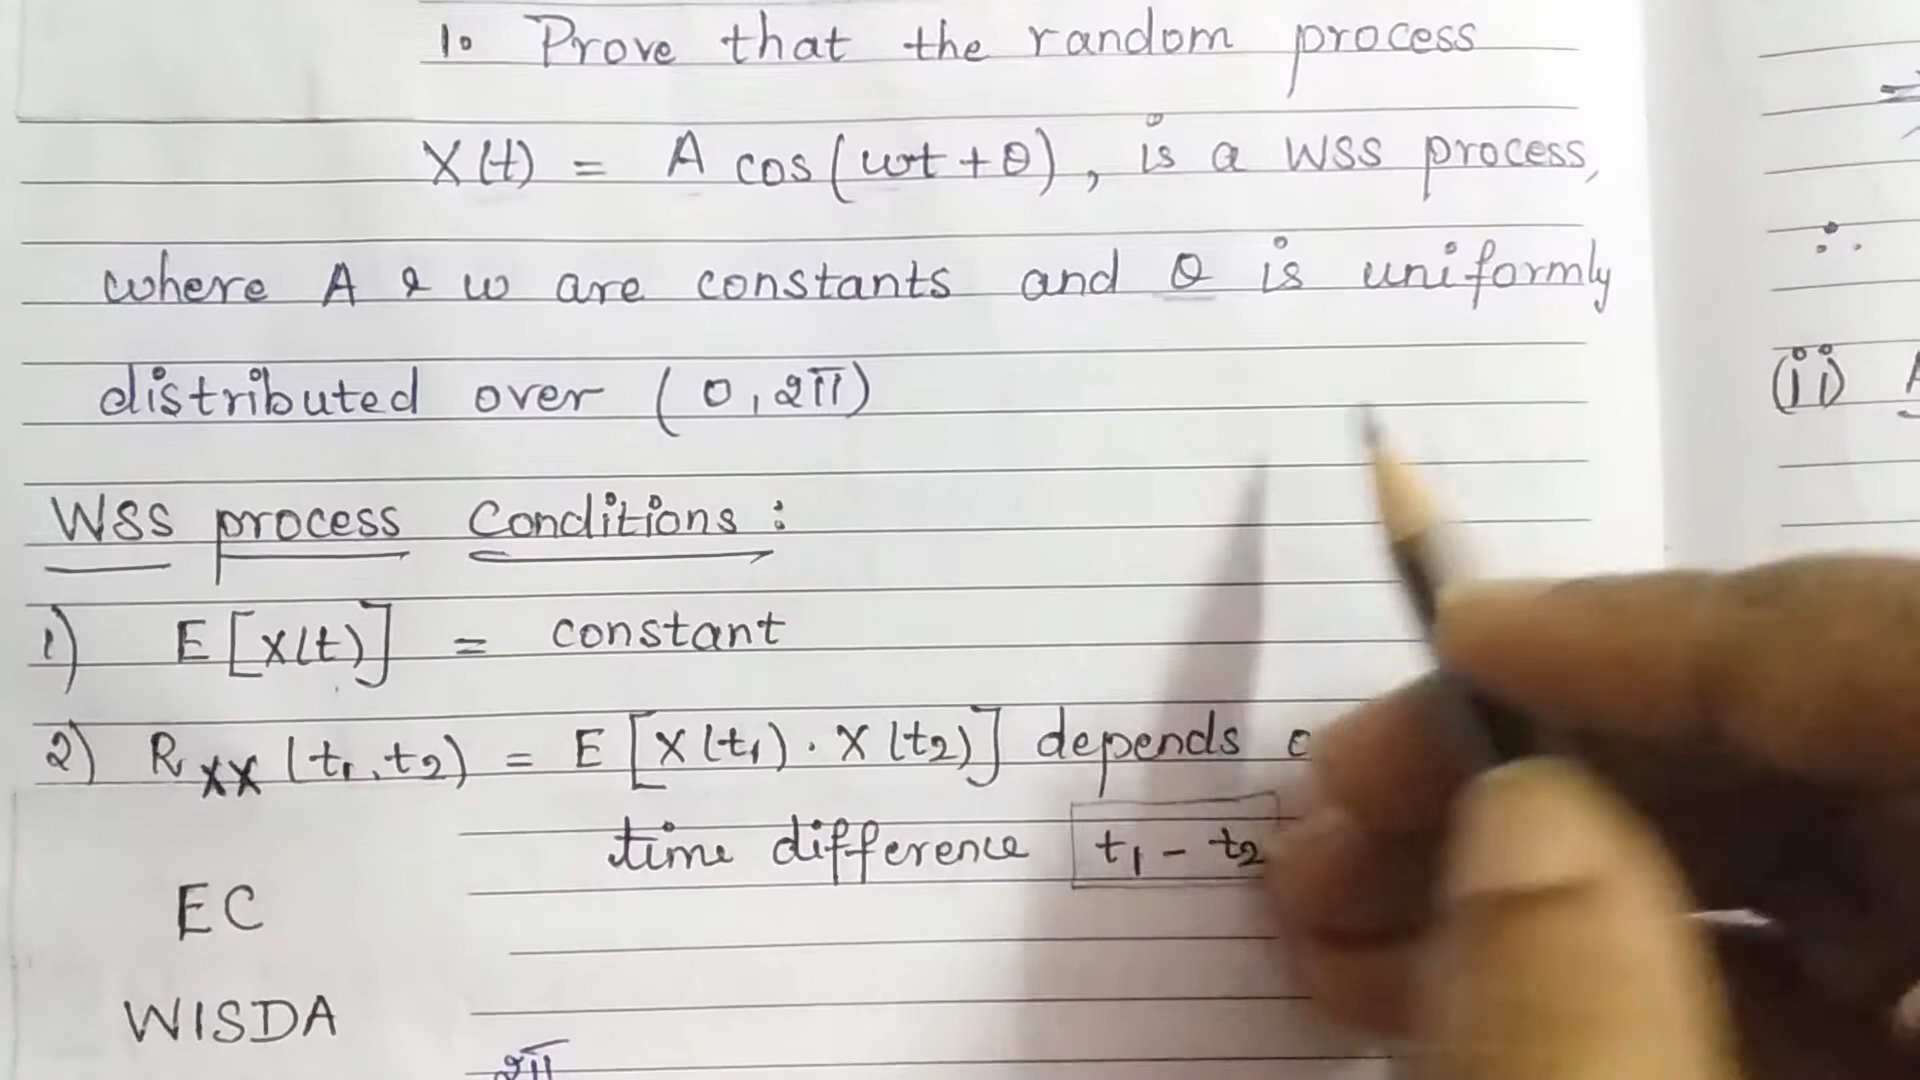 1. Prove that the random process
X(t) = A cos(ωt + θ), is a WSS process,
where A & ω are constants and θ is uniformly
distributed over (0, 2π)
WSS process Conditions :
1) E[X(t)] = constant
2) R_XX (t₁, t₂) = E[X(t₁) · X(t₂)] depends
time difference t₁ - t₂
EC
WISDA
2π
∴
(ii)